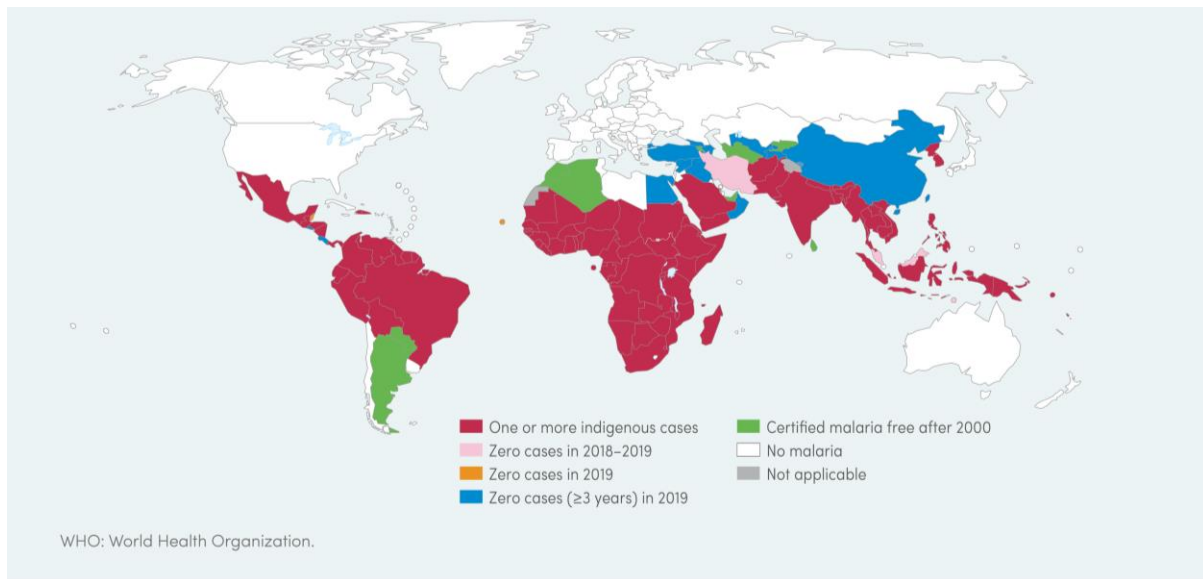 One or more indigenous cases
Zero cases in 2018–2019
Zero cases in 2019
Zero cases (≥3 years) in 2019
Certified malaria free after 2000
No malaria
Not applicable
WHO: World Health Organization.